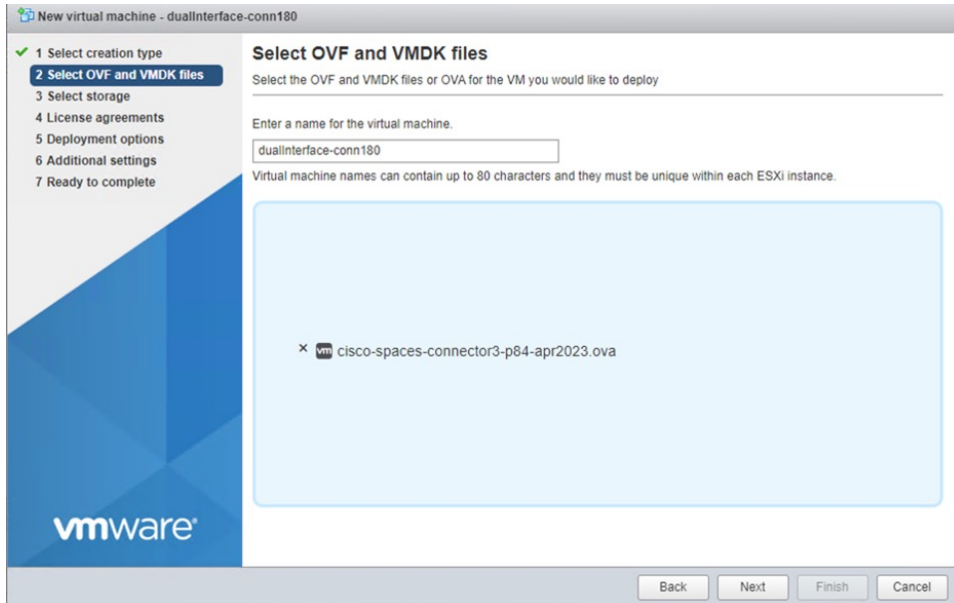 New virtual machine - dualInterface-conn180
1 Select creation type
2 Select OVF and VMDK files
3 Select storage
4 License agreements
5 Deployment options
6 Additional settings
7 Ready to complete
vmware®
Select OVF and VMDK files
Select the OVF and VMDK files or OVA for the VM you would like to deploy
Enter a name for the virtual machine.
dualInterface-conn180
Virtual machine names can contain up to 80 characters and they must be unique within each ESXi instance.
× vm cisco-spaces-connector3-p84-apr2023.ova
Back Next Finish Cancel